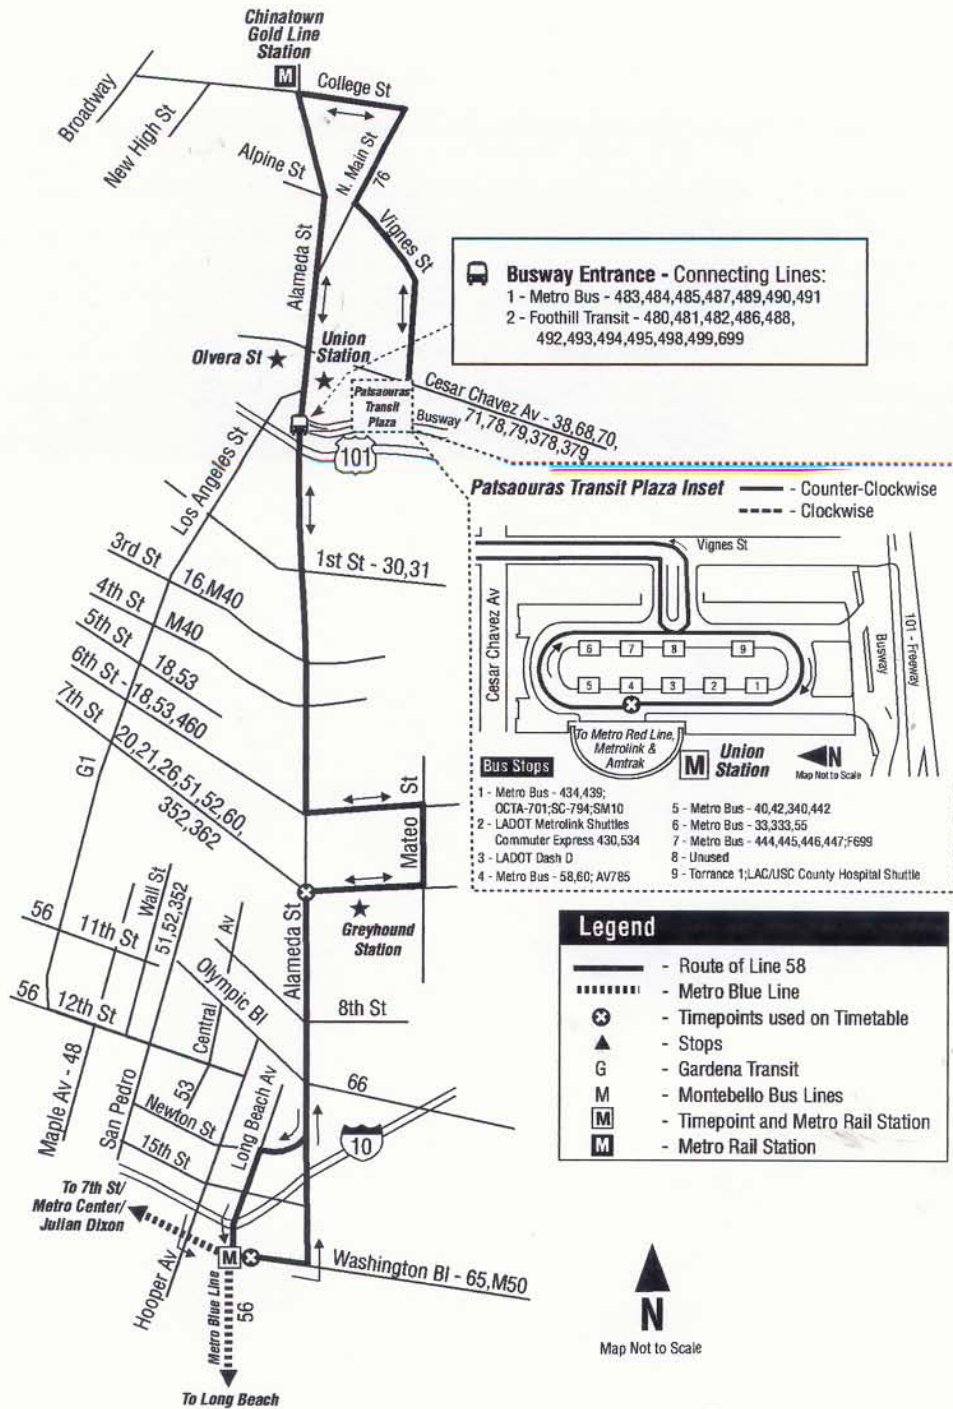 Chinatown
Gold Line
Station
M
College St
Broadway
New High St
Alpine St
N. Main St
76
Vignes St
Alameda St
Busway Entrance - Connecting Lines:
1 - Metro Bus - 483,484,485,487,489,490,491
2 - Foothill Transit - 480,481,482,486,488,
492,493,494,495,498,499,699
Olvera St
Union
Station
Patsaouras
Transit
Plaza
Cesar Chavez Av - 38,68,70,
71,78,79,378,379
Busway
101
Los Angeles St
Patsaouras Transit Plaza Inset
- Counter-Clockwise
- Clockwise
Vignes St
Cesar Chavez Av
6 7 8 9
5 4 3 2 1
Busway
101 - Freeway
To Metro Red Line,
Metrolink &
Amtrak
M
Union
Station
N
Map Not to Scale
Bus Stops
1 - Metro Bus - 434,439;
OCTA-701;SC-794;SM10
2 - LADOT Metrolink Shuttles
Commuter Express 430,534
3 - LADOT Dash D
4 - Metro Bus - 58,60; AV785
5 - Metro Bus - 40,42,340,442
6 - Metro Bus - 33,333,55
7 - Metro Bus - 444,445,446,447;F699
8 - Unused
9 - Torrance 1;LAC/USC County Hospital Shuttle
1st St - 30,31
3rd St 16,M40
4th St M40
5th St 18,53
6th St - 18,53,460
7th St 20,21,26,51,52,60,
352,362
G1
Mateo St
Greyhound
Station
Alameda St
Wall St
51,52,352
56 11th St
Av
Olympic Bl
8th St
56 12th St
Central
53
66
Maple Av - 48
San Pedro
Newton St
Long Beach Av
15th St
10
To 7th St/
Metro Center/
Julian Dixon
M
Washington Bl - 65,M50
Hooper Av
Metro Blue Line
56
To Long Beach
Legend
- Route of Line 58
- Metro Blue Line
- Timepoints used on Timetable
- Stops
G - Gardena Transit
M - Montebello Bus Lines
M - Timepoint and Metro Rail Station
M - Metro Rail Station
N
Map Not to Scale